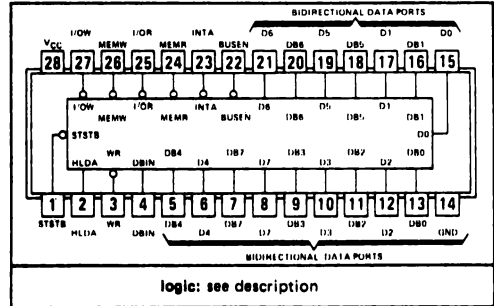 BIDIRECTIONAL DATA PORTS
I/OW I/OR INTA D6 D5 D1 D0
VCC MEMW MEMR BUSEN DB6 DB5 DB1
28 27 26 25 24 23 22 21 20 19 18 17 16 15
I/OW I/OR INTA D6 D5 D1
MEMW MEMR BUSEN DB6 DB5 DB1
STSTB D0
WR DB4 DB7 DB3 DB2 DB0
HLDA DBIN D4 D7 D3 D2
1 2 3 4 5 6 7 8 9 10 11 12 13 14
STSTB WR DB4 DB7 DB3 DB2 DB0
HLDA DBIN D4 D7 D3 D2 GND
BIDIRECTIONAL DATA PORTS
logic: see description